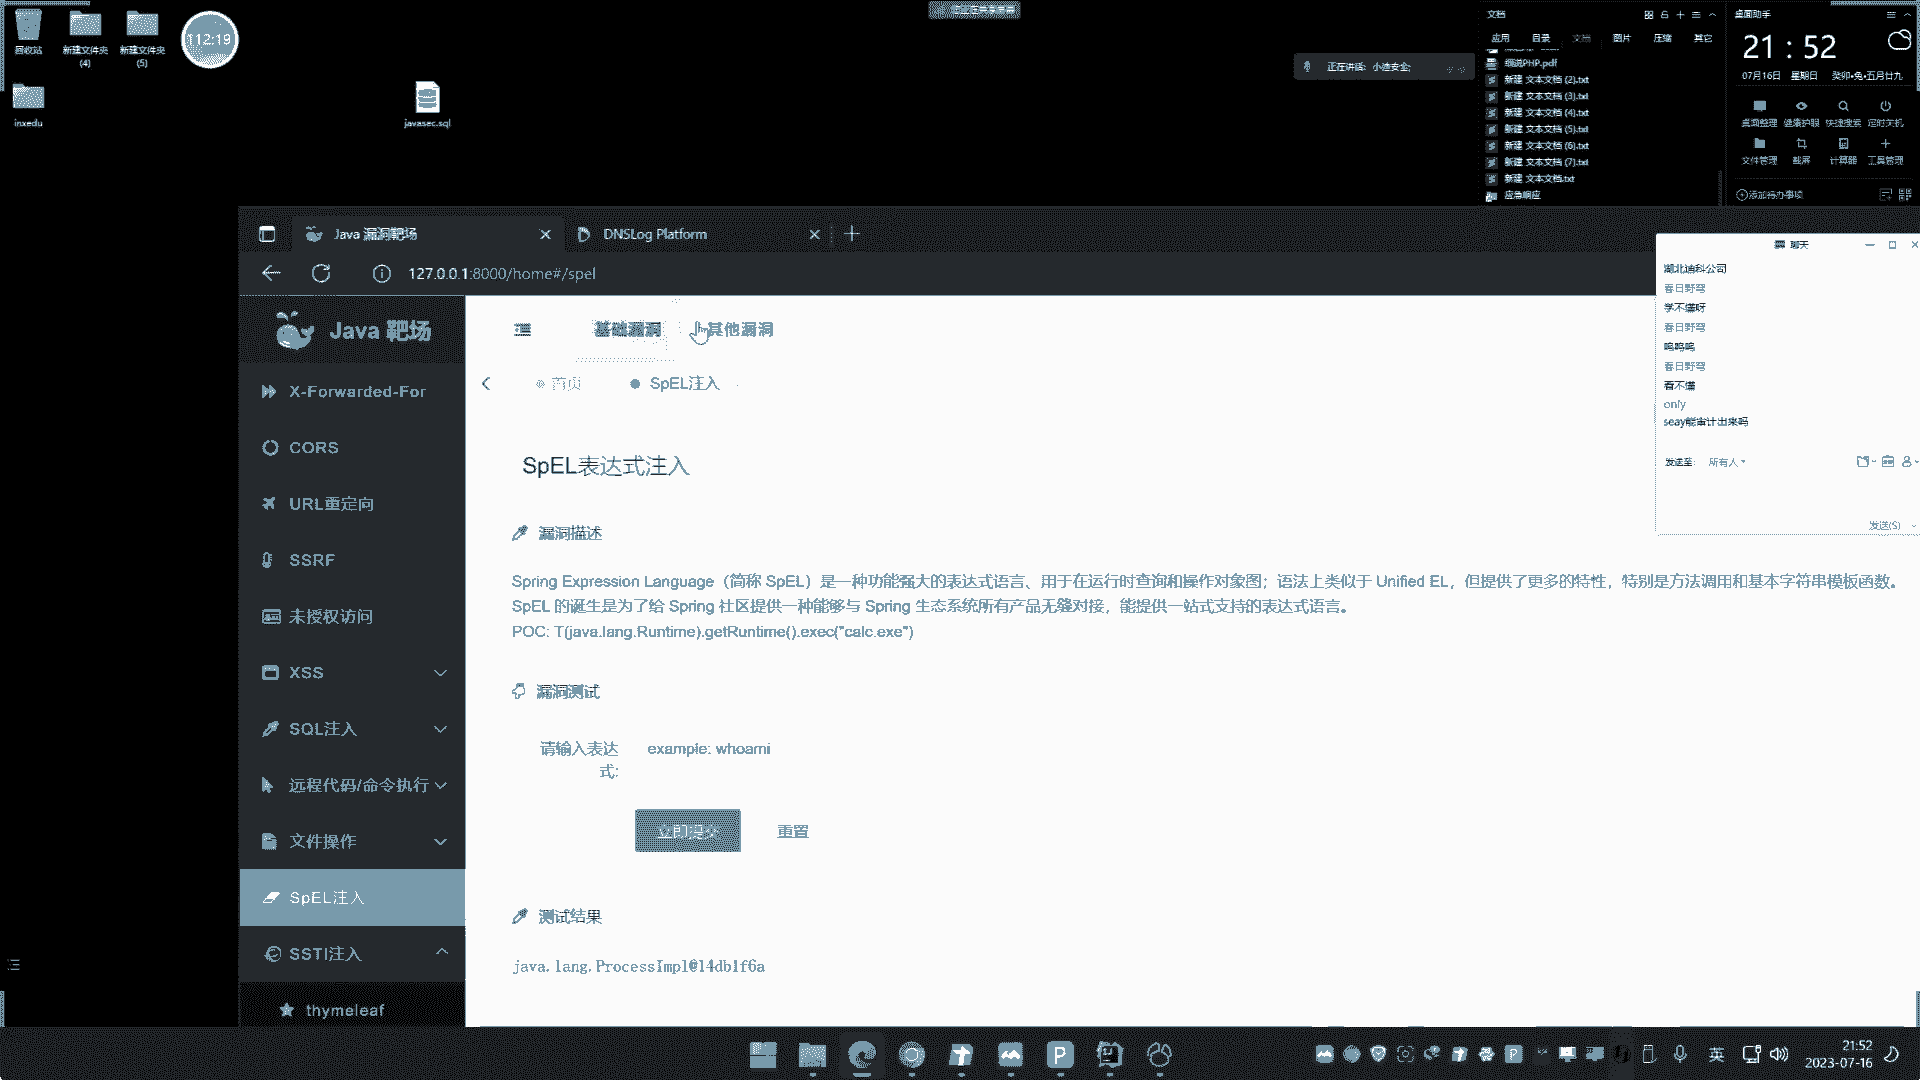 回收站
新建文件夹 (4)
新建文件夹 (5)
112:19
inxedu
javasec.sql
正在讲话: 小迪安全;
文档
应用 目录 文档 图片 压缩 其它
细说PHP.pdf
新建 文本文档 (2).txt
新建 文本文档 (3).txt
新建 文本文档 (4).txt
新建 文本文档 (5).txt
新建 文本文档 (6).txt
新建 文本文档 (7).txt
新建 文本文档.txt
应急响应
桌面助手
21 : 52
07月16日 星期日 癸卯•兔•五月廿九
桌面整理 健康护眼 快速搜索 定时关机
文件管理 截屏 计算器 工具管理
添加待办事项
Java 漏洞靶场
DNSLog Platform
127.0.0.1:8000/home#/spel
Java 靶场
X-Forwarded-For
CORS
URL重定向
SSRF
未授权访问
XSS
SQL注入
远程代码/命令执行
文件操作
SpEL注入
SSTI注入
thymeleaf
基础漏洞
其他漏洞
首页
SpEL注入
SpEL表达式注入
漏洞描述
Spring Expression Language（简称 SpEL）是一种功能强大的表达式语言、用于在运行时查询和操作对象图；语法上类似于 Unified EL，但提供了更多的特性，特别是方法调用和基本字符串模板函数。
SpEL 的诞生是为了给 Spring 社区提供一种能够与 Spring 生态系统所有产品无缝对接，能提供一站式支持的表达式语言。
POC: T(java.lang.Runtime).getRuntime().exec("calc.exe")
漏洞测试
请输入表达式:
example: whoami
立即提交
重置
测试结果
java.lang.ProcessImpl@14db1f6a
聊天
湖北迪科公司
春日野穹
学不懂呀
春日野穹
呜呜呜
春日野穹
看不懂
only
seay能审计出来吗
发送至: 所有人
发送(S)
英
21:52
2023-07-16